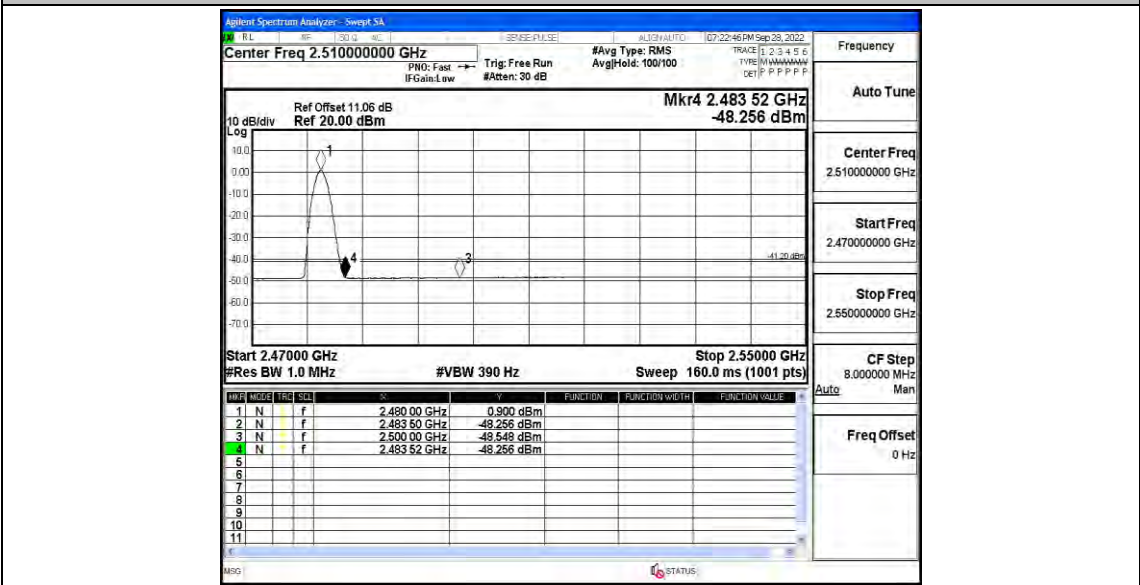 Agilent Spectrum Analyzer - Swept SA
RL RF 50 Ω AC SENSE:PULSE ALIGNAUTO 07:22:46 PM Sep 28, 2022
Center Freq 2.510000000 GHz
PNO: Fast
IFGain:Low
Trig: Free Run
#Atten: 30 dB
#Avg Type: RMS
Avg|Hold: 100/100
TRACE 1 2 3 4 5 6
TYPE M WWWWW
DET P P P P P P
Mkr4 2.483 52 GHz
-48.256 dBm
Ref Offset 11.06 dB
10 dB/div Ref 20.00 dBm
Log
10.0
0.00
-10.0
-20.0
-30.0
-40.0
-50.0
-60.0
-70.0
1
4
3
-41.20 dBm
Start 2.47000 GHz Stop 2.55000 GHz
#Res BW 1.0 MHz #VBW 390 Hz Sweep 160.0 ms (1001 pts)
MKR MODE TRC SCL X Y FUNCTION FUNCTION WIDTH FUNCTION VALUE
1 N f 2.480 00 GHz 0.900 dBm
2 N f 2.483 50 GHz -48.256 dBm
3 N f 2.500 00 GHz -48.548 dBm
4 N f 2.483 52 GHz -48.256 dBm
5
6
7
8
9
10
11
MSG STATUS
Frequency
Auto Tune
Center Freq
2.510000000 GHz
Start Freq
2.470000000 GHz
Stop Freq
2.550000000 GHz
CF Step
8.000000 MHz
Auto Man
Freq Offset
0 Hz